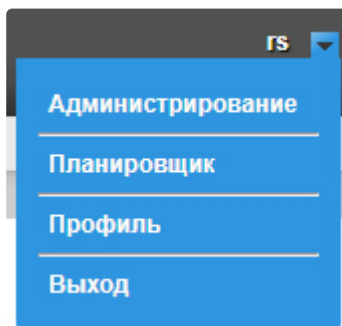 rs
Администрирование
Планировщик
Профиль
Выход